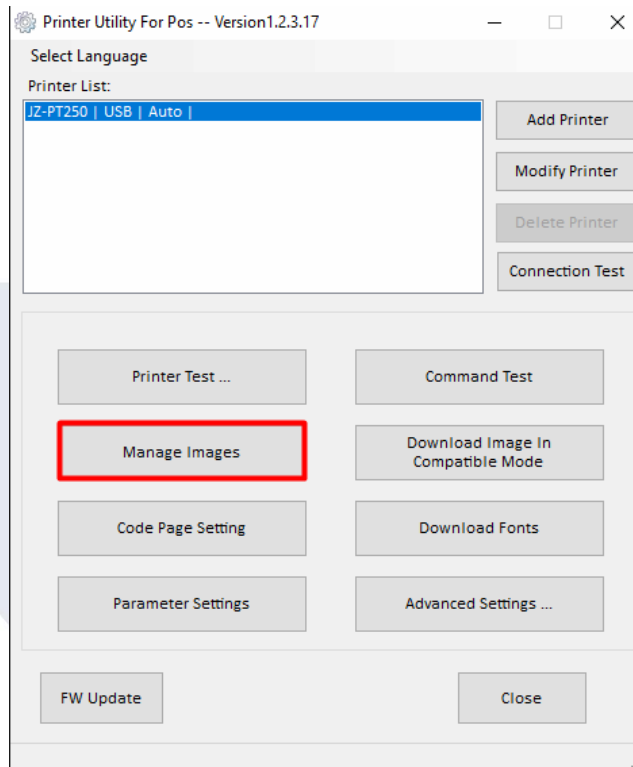 Printer Utility For Pos -- Version1.2.3.17
Select Language
Printer List:
JZ-PT250 | USB | Auto |
Add Printer
Modify Printer
Delete Printer
Connection Test
Printer Test ...
Command Test
Manage Images
Download Image In
Compatible Mode
Code Page Setting
Download Fonts
Parameter Settings
Advanced Settings ...
FW Update
Close